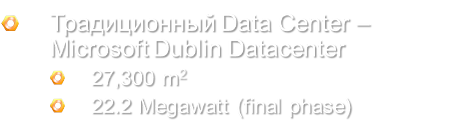 Традиционный Data Center –
Microsoft Dublin Datacenter
27,300 m²
22.2 Megawatt (final phase)